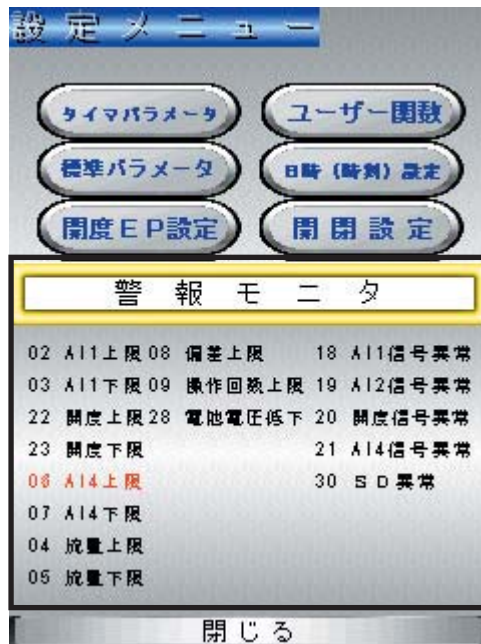 設定メニュー
タイマパラメータ ユーザー関数
標準パラメータ 日時(時刻)設定
開度EP設定 開閉設定
警報モニタ
02 AI1上限 08 偏差上限 18 AI1信号異常
03 AI1下限 09 操作回数上限 19 AI2信号異常
22 開度上限 28 電池電圧低下 20 開度信号異常
23 開度下限 21 AI4信号異常
06 AI4上限 30 SD異常
07 AI4下限
04 流量上限
05 流量下限
閉じる